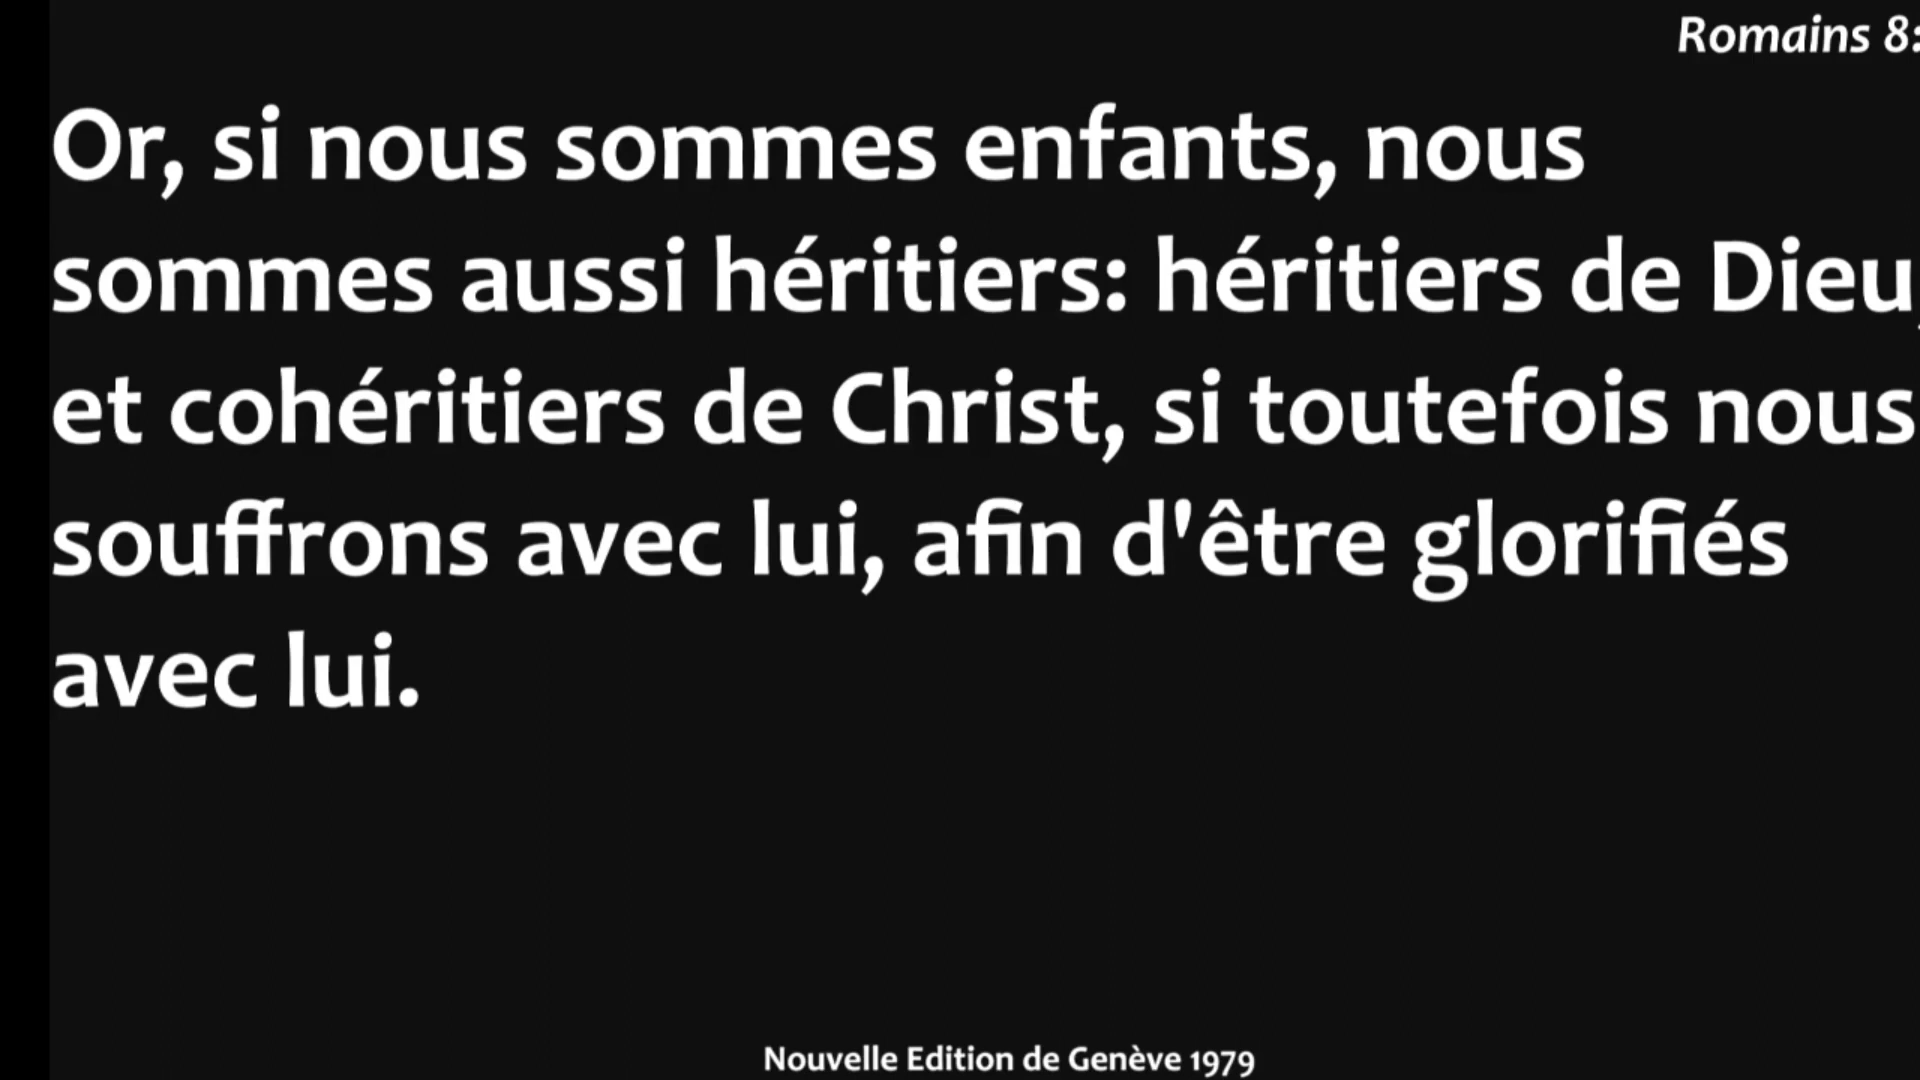 Romains 8:
Or, si nous sommes enfants, nous
sommes aussi héritiers: héritiers de Dieu,
et cohéritiers de Christ, si toutefois nous
souffrons avec lui, afin d'être glorifiés
avec lui.
Nouvelle Edition de Genève 1979